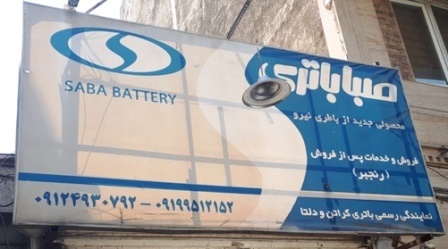 SABA BATTERY
صبا باتری
محصولی جدید از باطری نیرو
فروش و خدمات پس از فروش
(رنجبر)
نمایندگی رسمی باتری کراتن و دلتا
۰۹۱۲۴۹۳۰۷۹۲ – ۰۹۱۹۹۵۱۲۱۵۲